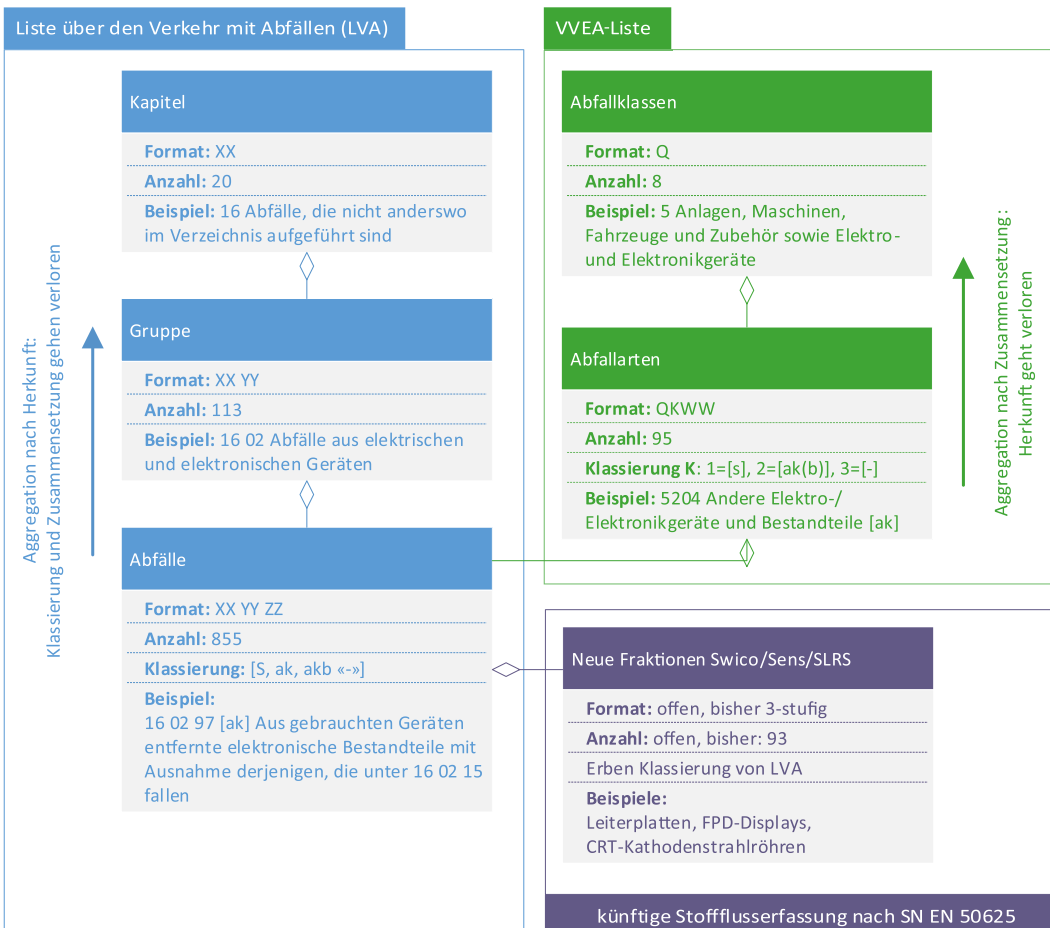 Liste über den Verkehr mit Abfällen (LVA)
Aggregation nach Herkunft:
Klassierung und Zusammensetzung gehen verloren
Kapitel
Format: XX
Anzahl: 20
Beispiel: 16 Abfälle, die nicht anderswo
im Verzeichnis aufgeführt sind
Gruppe
Format: XX YY
Anzahl: 113
Beispiel: 16 02 Abfälle aus elektrischen
und elektronischen Geräten
Abfälle
Format: XX YY ZZ
Anzahl: 855
Klassierung: [S, ak, akb «-»]
Beispiel:
16 02 97 [ak] Aus gebrauchten Geräten
entfernte elektronische Bestandteile mit
Ausnahme derjenigen, die unter 16 02 15
fallen
VVEA-Liste
Abfallklassen
Format: Q
Anzahl: 8
Beispiel: 5 Anlagen, Maschinen,
Fahrzeuge und Zubehör sowie Elektro-
und Elektronikgeräte
Abfallarten
Format: QKWW
Anzahl: 95
Klassierung K: 1=[s], 2=[ak(b)], 3=[-]
Beispiel: 5204 Andere Elektro-/
Elektronikgeräte und Bestandteile [ak]
Aggregation nach Zusammensetzung:
Herkunft geht verloren
Neue Fraktionen Swico/Sens/SLRS
Format: offen, bisher 3-stufig
Anzahl: offen, bisher: 93
Erben Klassierung von LVA
Beispiele:
Leiterplatten, FPD-Displays,
CRT-Kathodenstrahlröhren
künftige Stoffflusserfassung nach SN EN 50625